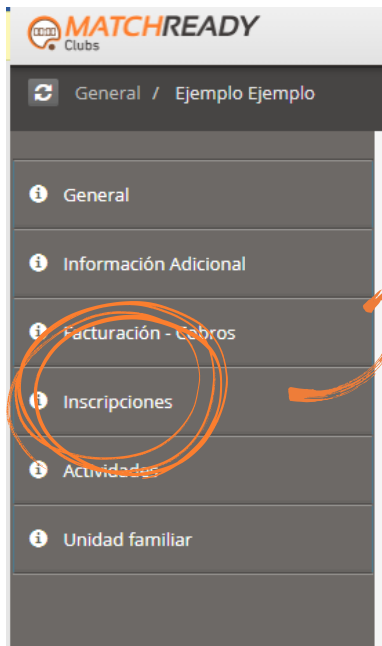 MATCHREADY
Clubs
General / Ejemplo Ejemplo
General
Información Adicional
Facturación - Cobros
Inscripciones
Actividades
Unidad familiar